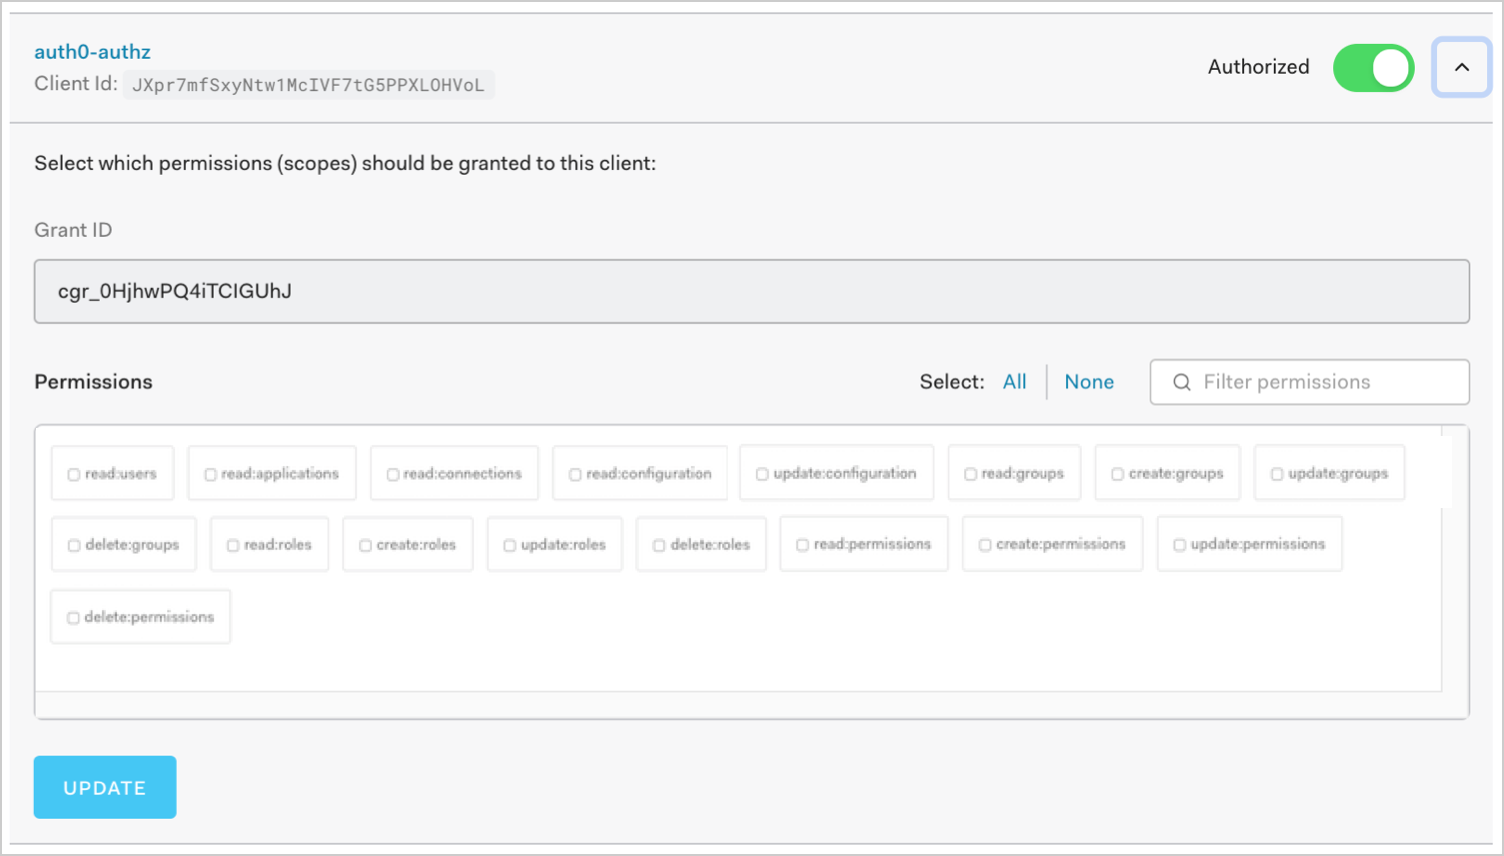 auth0-authz
Authorized
Client Id: JXpr7mfSxyNtw1McIVF7tG5PPXLOHVoL
Select which permissions (scopes) should be granted to this client:
Grant ID
cgr_0HjhwPQ4iTCIGUhJ
Permissions Select: All None Filter permissions
read:users read:applications read:connections read:configuration update:configuration read:groups create:groups update:groups
delete:groups read:roles create:roles update:roles delete:roles read:permissions create:permissions update:permissions
delete:permissions
UPDATE